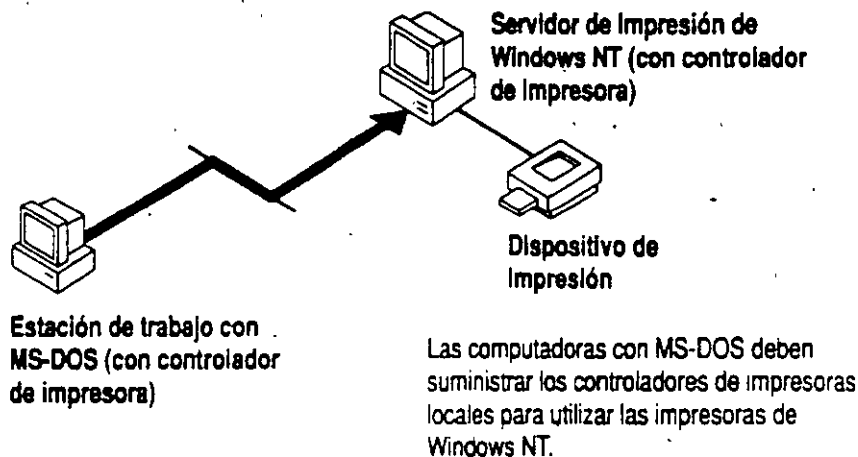 Servidor de Impresión de
Windows NT (con controlador
de Impresora)
Dispositivo de
Impresión
Estación de trabajo con
MS-DOS (con controlador
de impresora)
Las computadoras con MS-DOS deben
suministrar los controladores de impresoras
locales para utilizar las impresoras de
Windows NT.